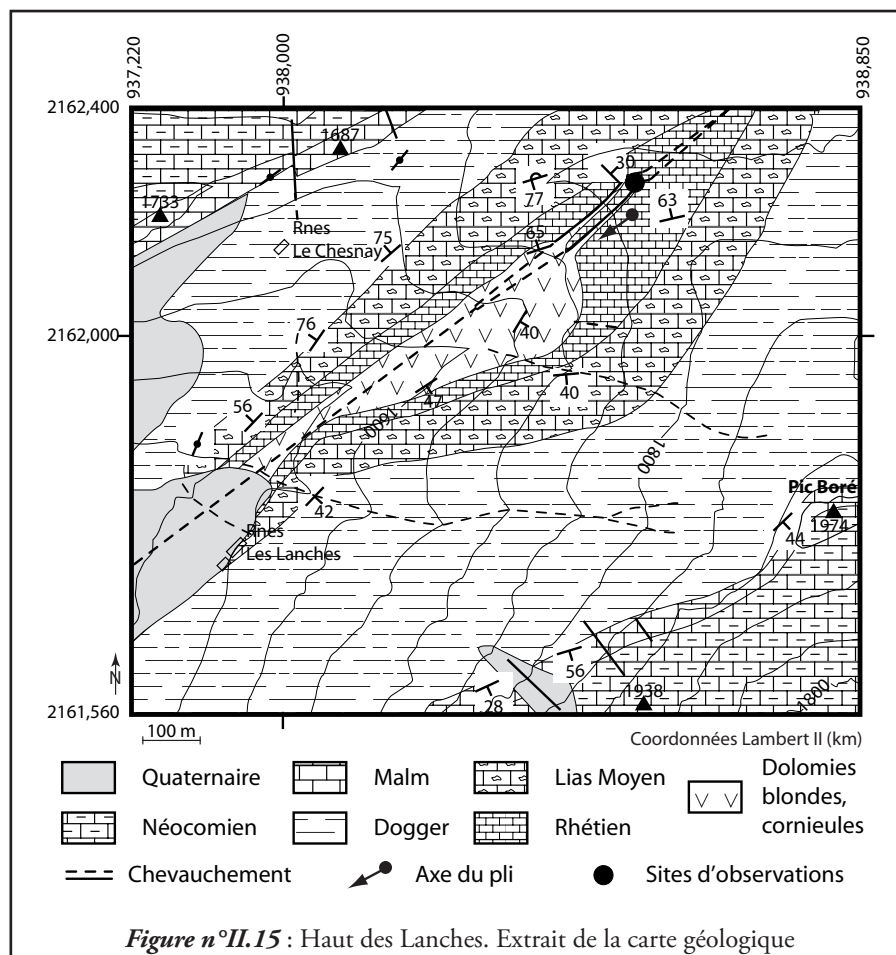 937,220
938,000
938,850
2162,400
1687
30
1733
77
63
Rnes
Le Chesnay
75
65
2162,000
76
40
47
56
1600
40
1800
Pic Boré
42
1974
44
Rnes
Les Lanches
N
56
1938
28
1800
2161,560
100 m
Coordonnées Lambert II (km)
Quaternaire
Malm
Lias Moyen
Dolomies
blondes,
cornieules
Néocomien
Dogger
Rhétien
Chevauchement
Axe du pli
Sites d'observations
Figure n°II.15 : Haut des Lanches. Extrait de la carte géologique